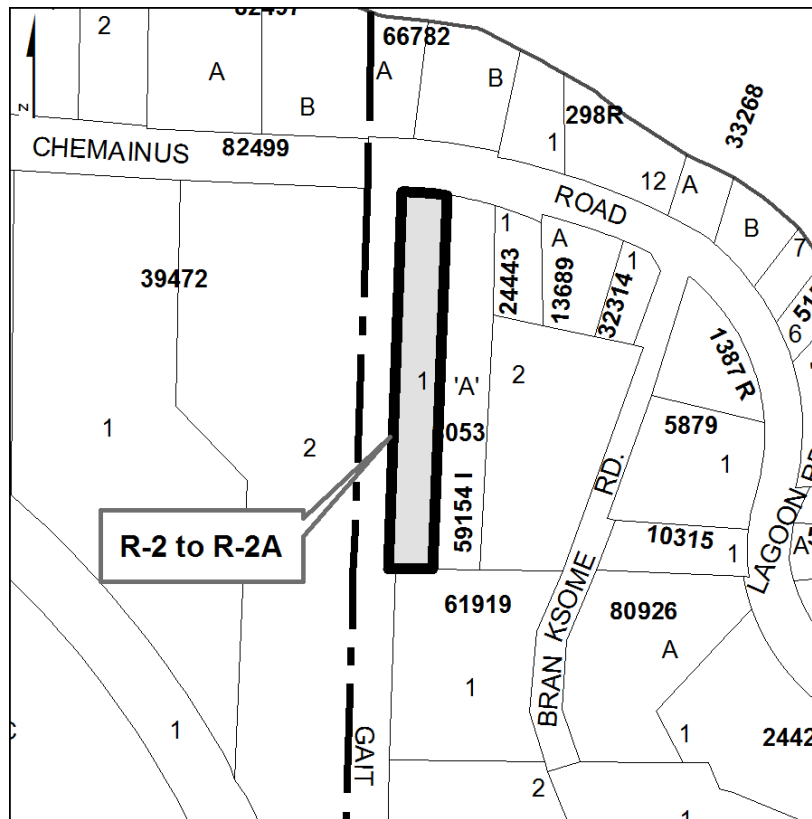 2
A
B
66782
A
B
298R
1
33268
12
A
B
7
6
z
CHEMAINUS
82499
ROAD
1
A
1
24443
13689
32314
39472
1
2
1
'A'
2
59154 I
R-2 to R-2A
1387 R
5879
1
RD.
10315
1
LAGOON
A
61919
1
BRAN KSOME
80926
A
1
1
GAIT
2
1